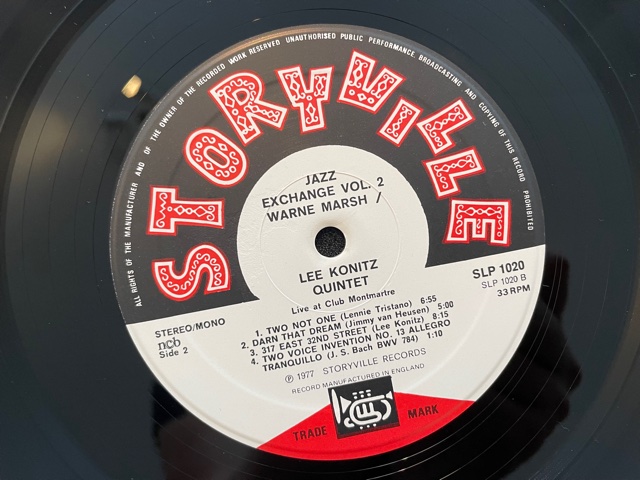 ALL RIGHTS OF THE MANUFACTURER AND OF THE OWNER OF THE RECORDED WORK RESERVED UNAUTHORISED PUBLIC PERFORMANCE, BROADCASTING AND COPYING OF THIS RECORD PROHIBITED
STORYVILLE
JAZZ
EXCHANGE VOL. 2
WARNE MARSH /
LEE KONITZ
QUINTET
Live at Club Montmartre
SLP 1020
SLP 1020 B
33 RPM
STEREO/MONO
ncb
Side 2
1. TWO NOT ONE (Lennie Tristano) 6:55
2. DARN THAT DREAM (Jimmy van Heusen) 5:00
3. 317 EAST 32ND STREET (Lee Konitz) 8:15
4. TWO VOICE INVENTION NO. 13 ALLEGRO
TRANQUILLO (J. S. Bach BWV 784) 1:10
℗ 1977 STORYVILLE RECORDS
RECORD MANUFACTURED IN ENGLAND
TRADE MARK